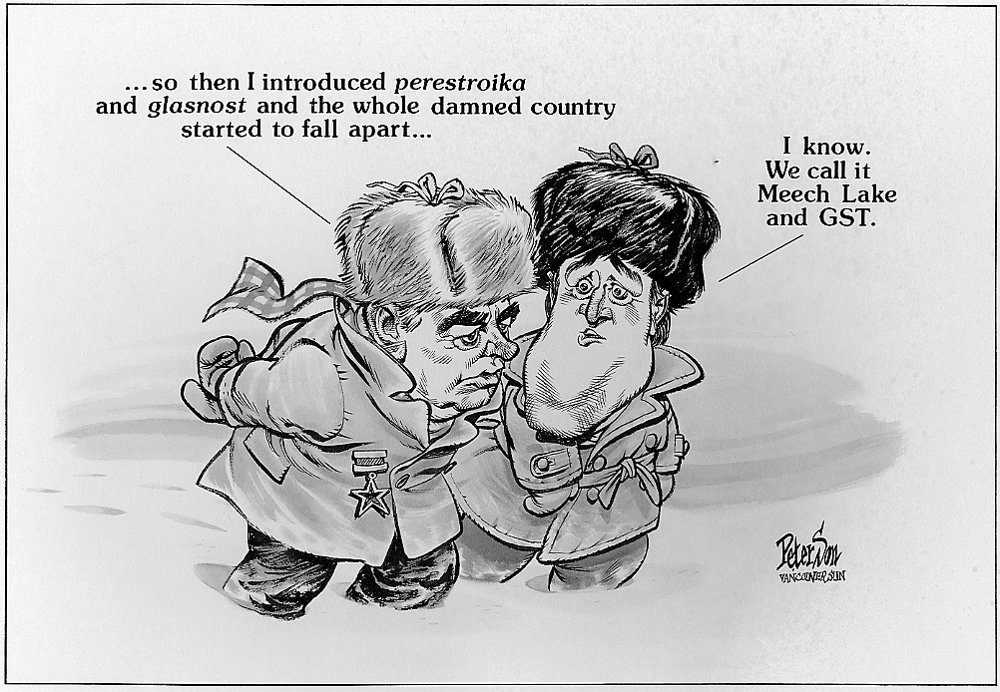 ...so then I introduced perestroika
and glasnost and the whole damned country
started to fall apart...
I know.
We call it
Meech Lake
and GST.
Peterson
VANCOUVER SUN